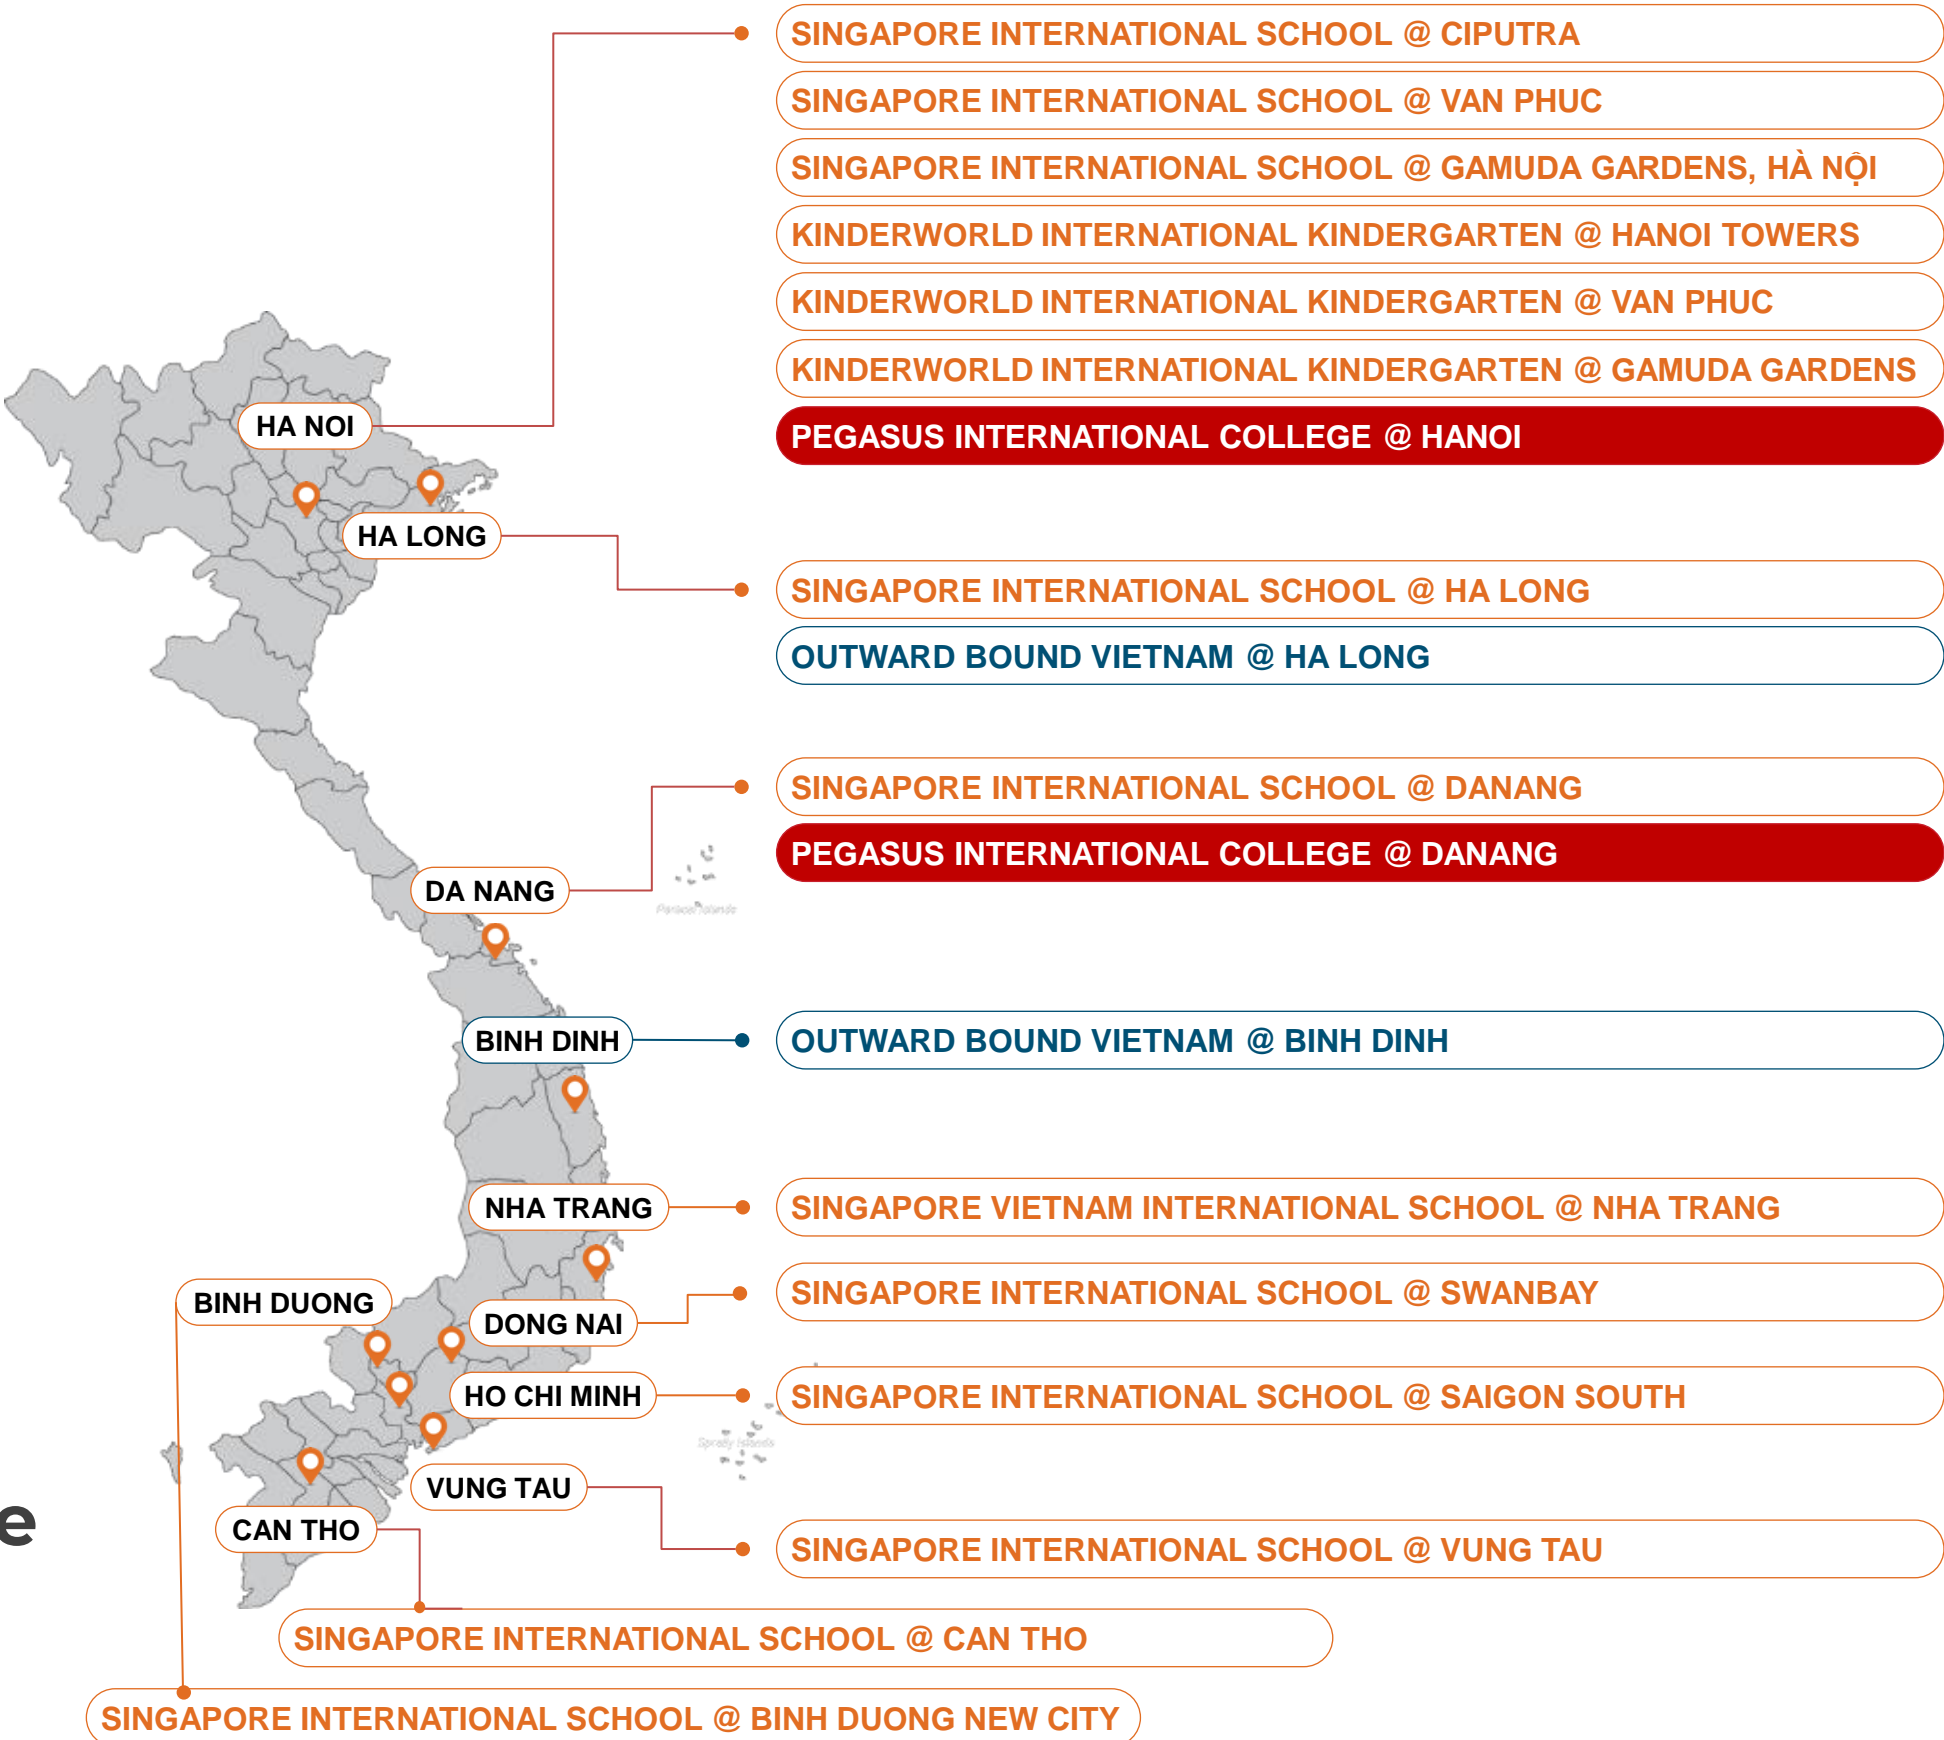 SINGAPORE INTERNATIONAL SCHOOL @ CIPUTRA
SINGAPORE INTERNATIONAL SCHOOL @ VAN PHUC
SINGAPORE INTERNATIONAL SCHOOL @ GAMUDA GARDENS, HÀ NỘI
KINDERWORLD INTERNATIONAL KINDERGARTEN @ HANOI TOWERS
KINDERWORLD INTERNATIONAL KINDERGARTEN @ VAN PHUC
KINDERWORLD INTERNATIONAL KINDERGARTEN @ GAMUDA GARDENS
HA NOI
PEGASUS INTERNATIONAL COLLEGE @ HANOI
HA LONG
SINGAPORE INTERNATIONAL SCHOOL @ HA LONG
OUTWARD BOUND VIETNAM @ HA LONG
SINGAPORE INTERNATIONAL SCHOOL @ DANANG
PEGASUS INTERNATIONAL COLLEGE @ DANANG
DA NANG
Paracel Islands
BINH DINH
OUTWARD BOUND VIETNAM @ BINH DINH
NHA TRANG
SINGAPORE VIETNAM INTERNATIONAL SCHOOL @ NHA TRANG
BINH DUONG
SINGAPORE INTERNATIONAL SCHOOL @ SWANBAY
DONG NAI
HO CHI MINH
SINGAPORE INTERNATIONAL SCHOOL @ SAIGON SOUTH
Spratly Islands
VUNG TAU
e
CAN THO
SINGAPORE INTERNATIONAL SCHOOL @ VUNG TAU
SINGAPORE INTERNATIONAL SCHOOL @ CAN THO
SINGAPORE INTERNATIONAL SCHOOL @ BINH DUONG NEW CITY